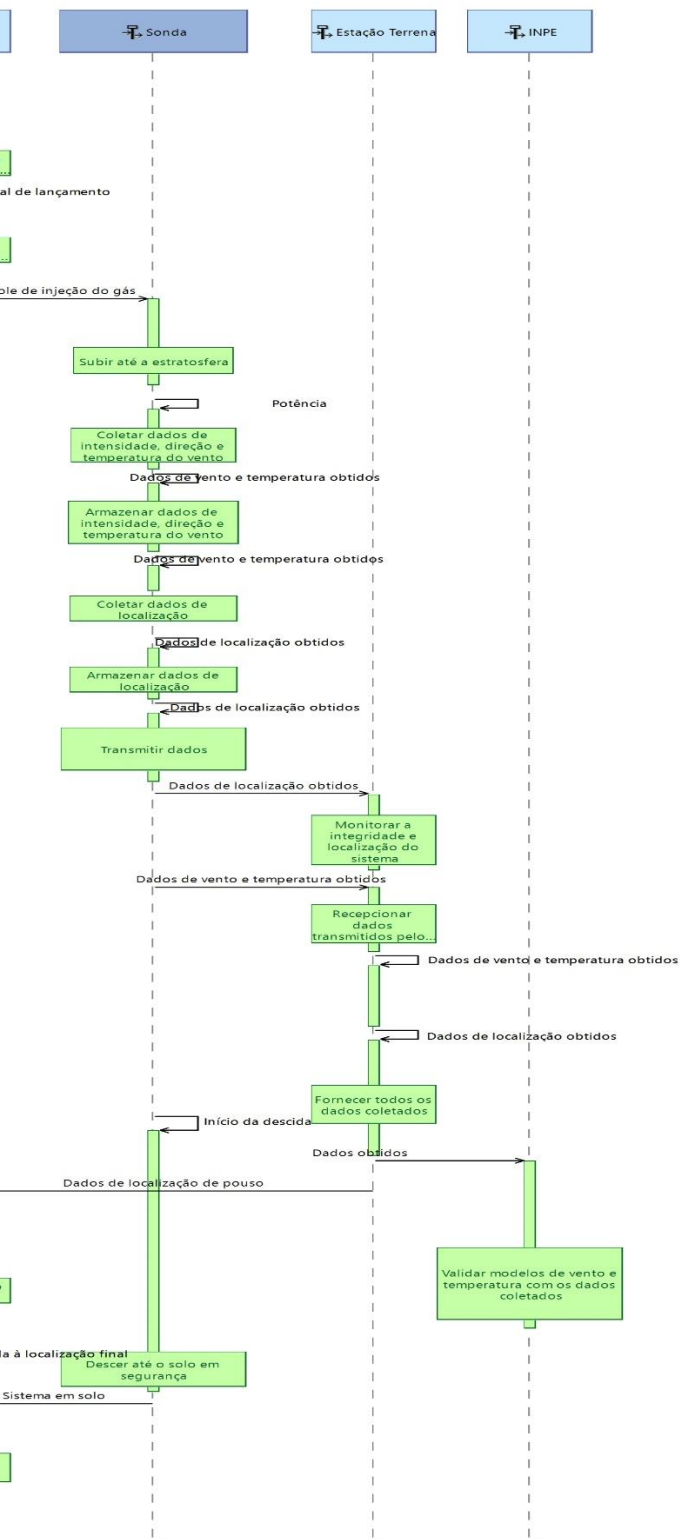 Sonda
Estação Terrena
INPE
al de lançamento
ole de injeção do gás
Subir até a estratosfera
Potência
Coletar dados de
intensidade, direção e
temperatura do vento
Dados de vento e temperatura obtidos
Armazenar dados de
intensidade, direção e
temperatura do vento
Dados de vento e temperatura obtidos
Coletar dados de
localização
Dados de localização obtidos
Armazenar dados de
localização
Dados de localização obtidos
Transmitir dados
Dados de localização obtidos
Monitorar a
integridade e
localização do
sistema
Dados de vento e temperatura obtidos
Recepcionar
dados
transmitidos pelo...
Dados de vento e temperatura obtidos
Dados de localização obtidos
Fornecer todos os
dados coletados
Início da descida
Dados obtidos
Dados de localização de pouso
Validar modelos de vento e
temperatura com os dados
coletados
da à localização final
Descer até o solo em
segurança
Sistema em solo